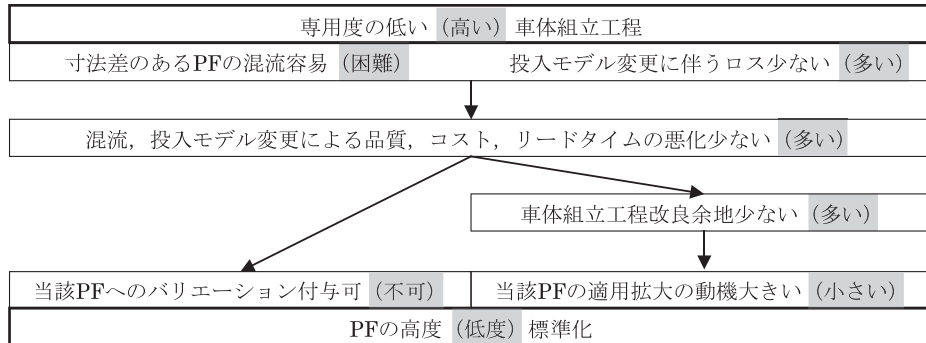 専用度の低い（高い）車体組立工程
寸法差のあるPFの混流容易（困難） 投入モデル変更に伴うロス少ない（多い）
混流，投入モデル変更による品質，コスト，リードタイムの悪化少ない（多い）
車体組立工程改良余地少ない（多い）
当該PFへのバリエーション付与可（不可） 当該PFの適用拡大の動機大きい（小さい）
PFの高度（低度）標準化